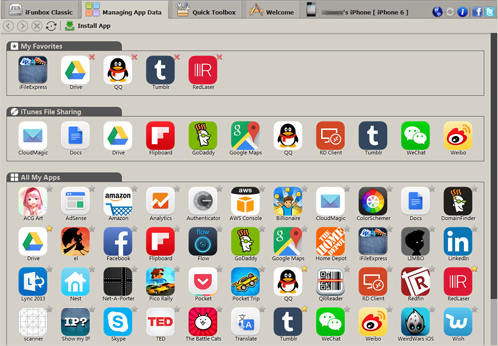 iFunbox Classic
Managing App Data
Quick Toolbox
Welcome
's iPhone [ iPhone 6 ]
Install App
My Favorites
iFileExpress Drive QQ Tumblr RedLaser
iTunes File Sharing
CloudMagic Docs Drive Flipboard GoDaddy Google Maps QQ RD Client Tumblr WeChat Weibo
All My Apps
aws
amazon
ACG Art AdSense Amazon Analytics Authenticator AWS Console Billionaire CloudMagic ColorSchemer Docs DomainFinder
flow
Drive el Facebook Flipboard Flow GoDaddy Google Maps Home Depot iFileExpress LIMBO LinkedIn
Lync 2013 Nest Net-A-Porter Pico Rally Pocket Pocket Trip QQ QRReader RD Client Redfin RedLaser
IP? TED
scanner Show my IP Skype TED The Battle Cats Translate Tumblr WeChat Weibo WeirdWars iOS Wish